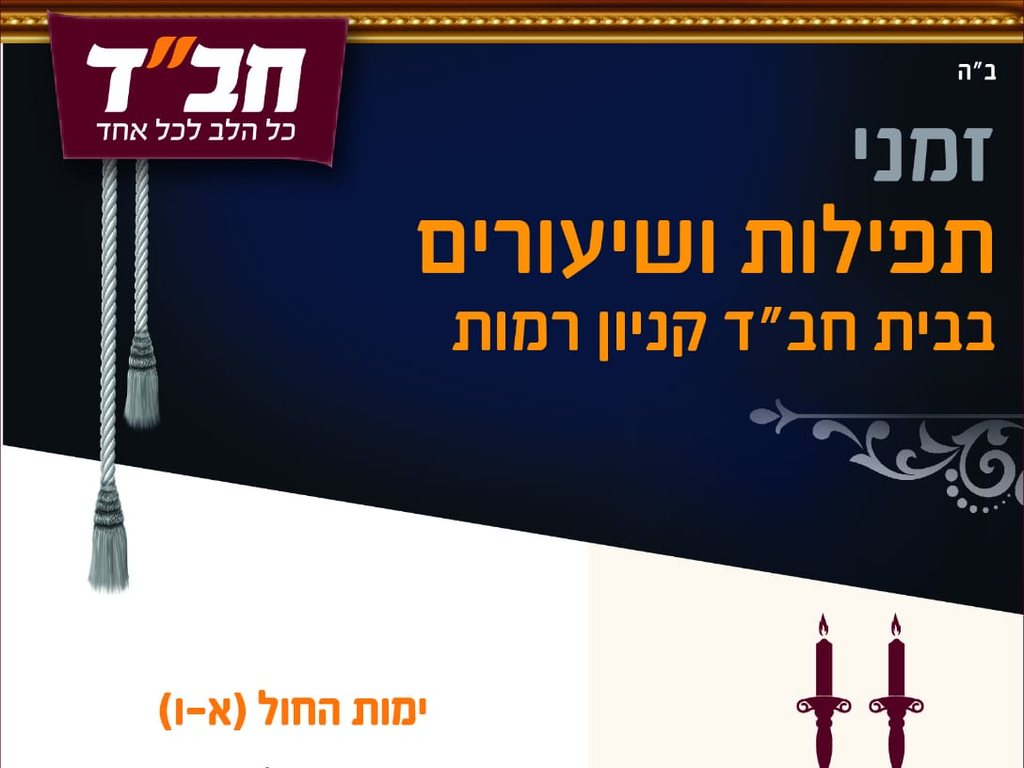 ב"ה
חב"ד
כל הלב לכל אחד
זמני
תפילות ושיעורים
בבית חב"ד קניון רמות
ימות החול (א-ו)